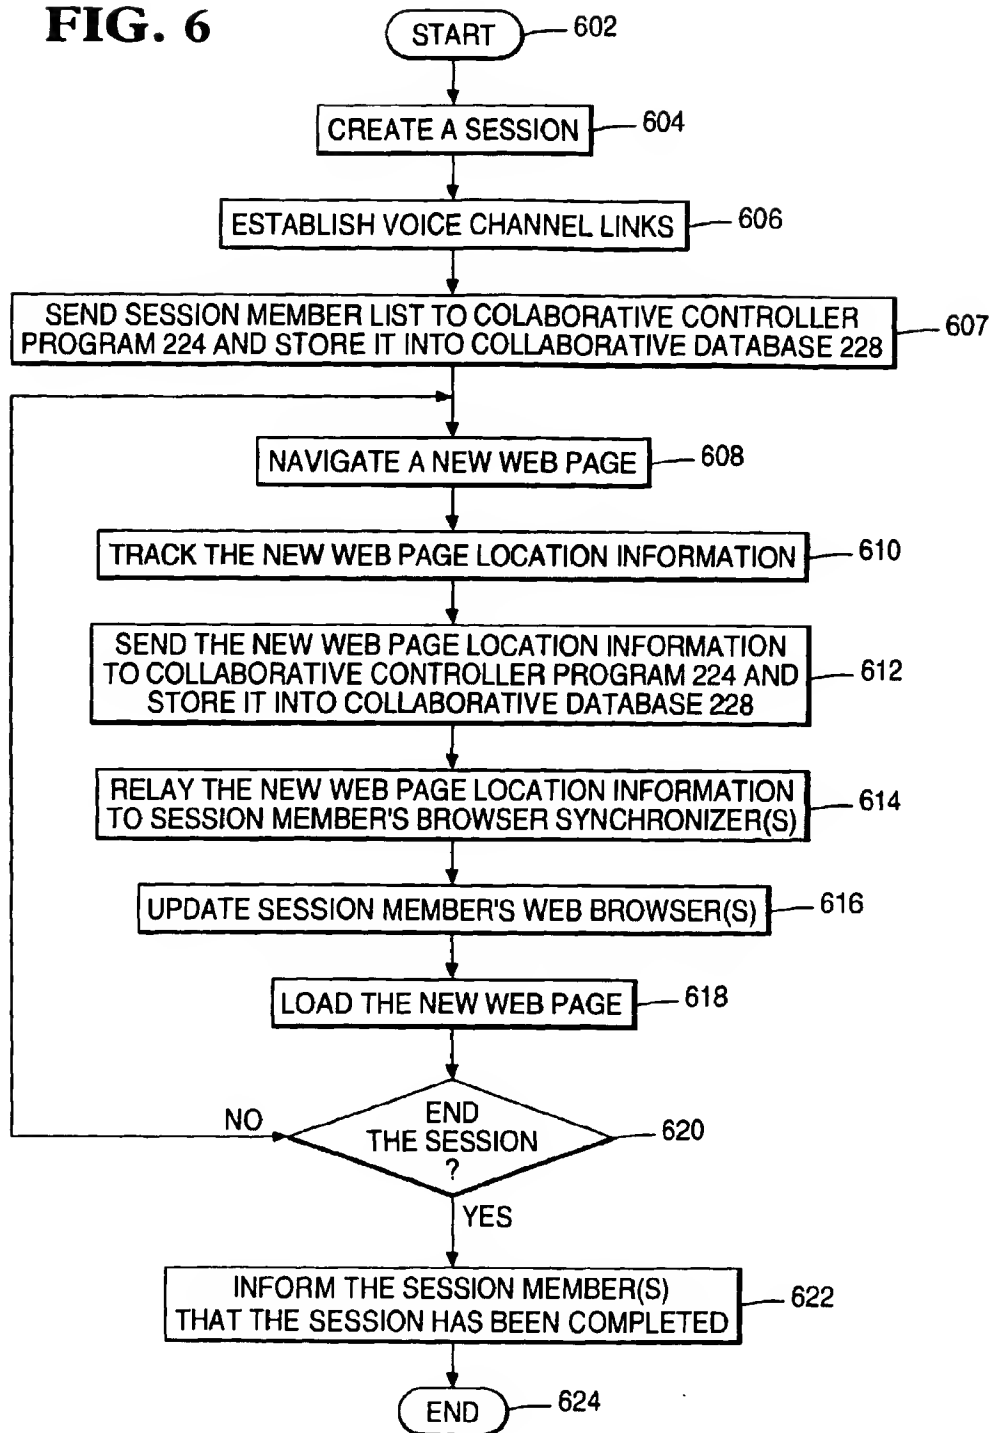 FIG. 6
START
602
CREATE A SESSION
604
ESTABLISH VOICE CHANNEL LINKS
606
SEND SESSION MEMBER LIST TO COLABORATIVE CONTROLLER
PROGRAM 224 AND STORE IT INTO COLLABORATIVE DATABASE 228
607
NAVIGATE A NEW WEB PAGE
608
TRACK THE NEW WEB PAGE LOCATION INFORMATION
610
SEND THE NEW WEB PAGE LOCATION INFORMATION
TO COLLABORATIVE CONTROLLER PROGRAM 224 AND
STORE IT INTO COLLABORATIVE DATABASE 228
612
RELAY THE NEW WEB PAGE LOCATION INFORMATION
TO SESSION MEMBER'S BROWSER SYNCHRONIZER(S)
614
UPDATE SESSION MEMBER'S WEB BROWSER(S)
616
LOAD THE NEW WEB PAGE
618
NO
END
THE SESSION
?
620
YES
INFORM THE SESSION MEMBER(S)
THAT THE SESSION HAS BEEN COMPLETED
622
END
624